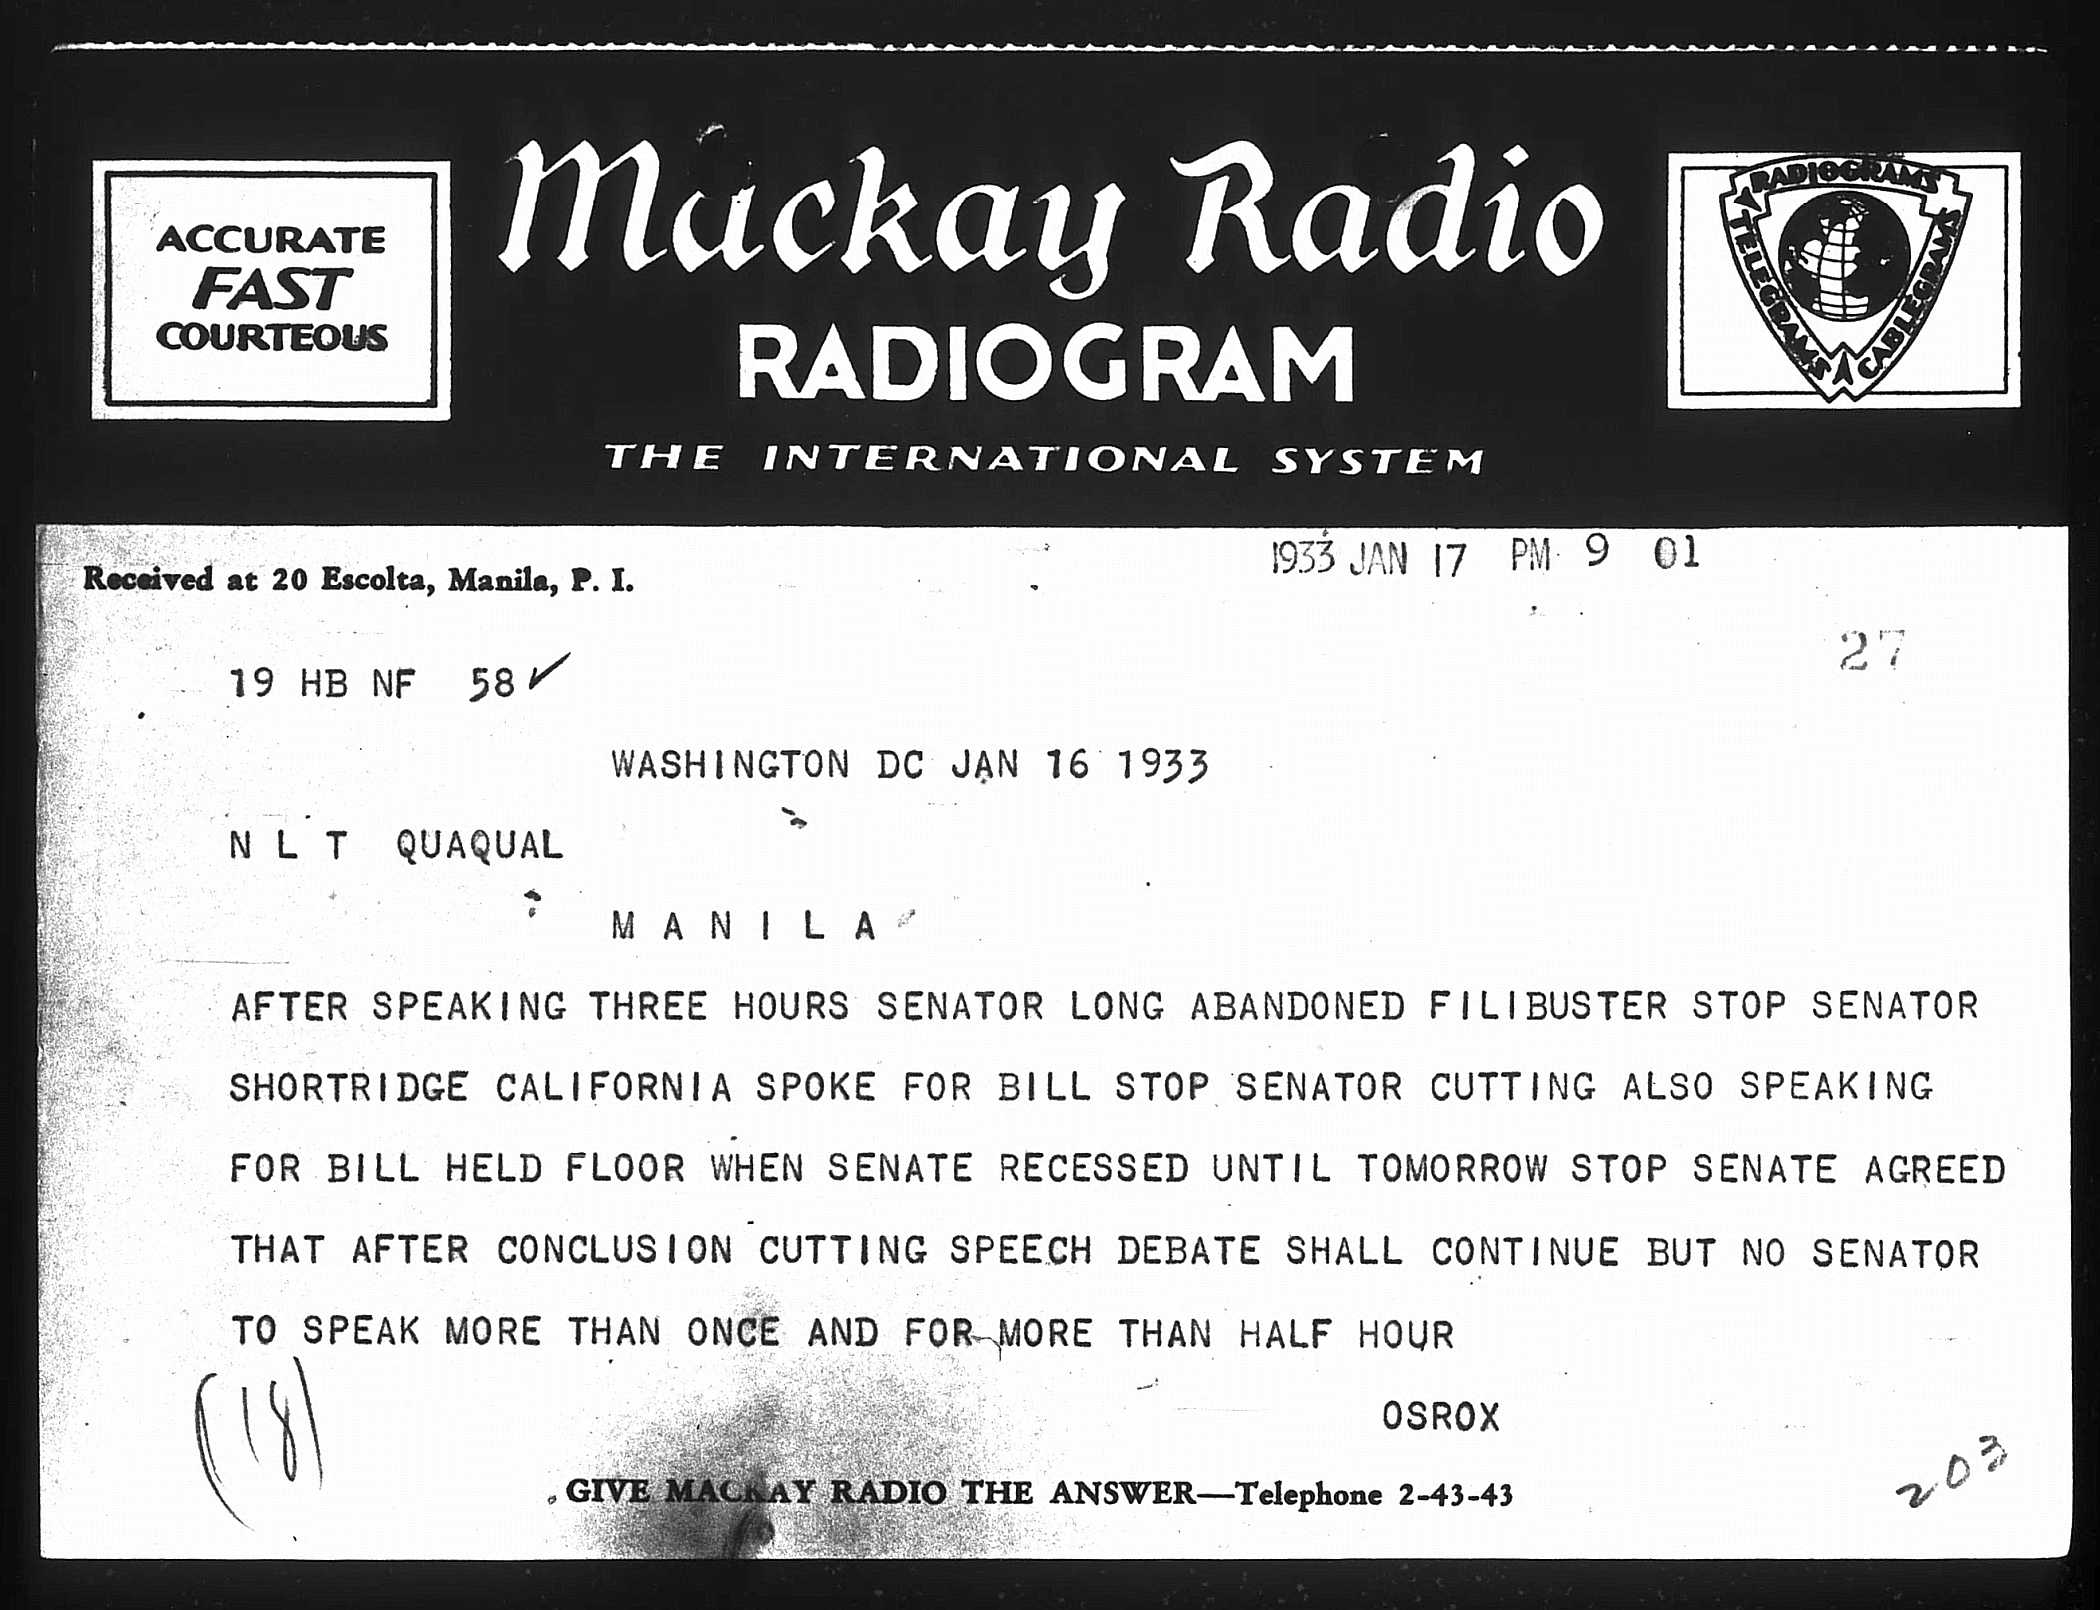 ACCURATE
FAST
COURTEOUS
Mackay Radio
RADIOGRAM
THE INTERNATIONAL SYSTEM
RADIOGRAMS
TELEGRAMS
CABLEGRAMS
1933 JAN 17 PM 9 01
Received at 20 Escolta, Manila, P. I.
27
19 HB NF 58✓
WASHINGTON DC JAN 16 1933
N L T QUAQUAL
M A N I L A
AFTER SPEAKING THREE HOURS SENATOR LONG ABANDONED FILIBUSTER STOP SENATOR
SHORTRIDGE CALIFORNIA SPOKE FOR BILL STOP SENATOR CUTTING ALSO SPEAKING
FOR BILL HELD FLOOR WHEN SENATE RECESSED UNTIL TOMORROW STOP SENATE AGREED
THAT AFTER CONCLUSION CUTTING SPEECH DEBATE SHALL CONTINUE BUT NO SENATOR
TO SPEAK MORE THAN ONCE AND FOR MORE THAN HALF HOUR
(18)
OSROX
GIVE MACKAY RADIO THE ANSWER—Telephone 2-43-43
203